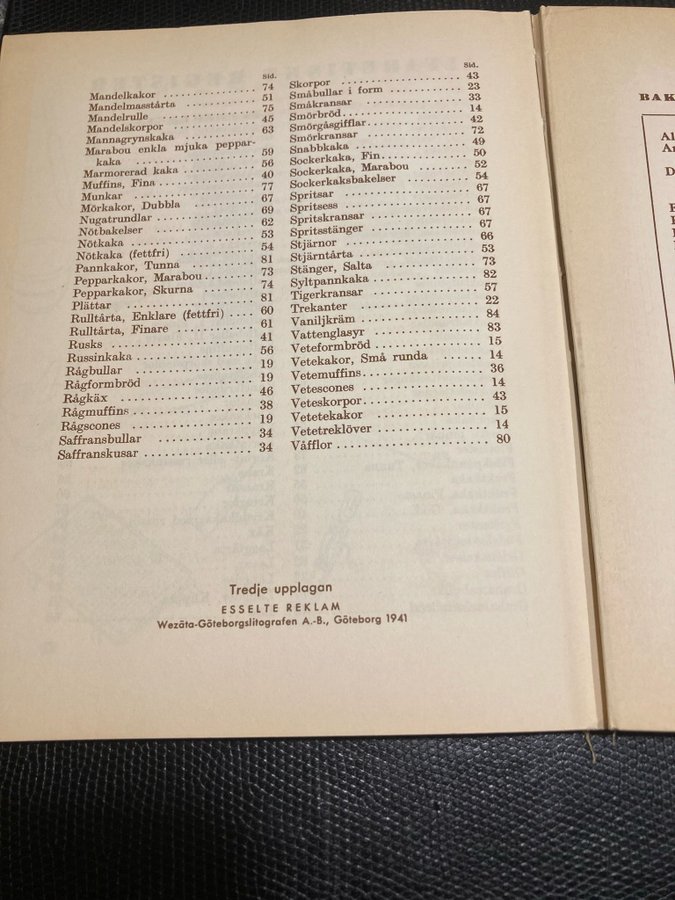 Sid.
Mandelkakor .............. 74
Mandelmasstårta .............. 51
Mandelrulle .............. 75
Mandelskorpor .............. 45
Mannagrynskaka .............. 63
Marabou enkla mjuka peppar-
kaka .............. 59
Marmorerad kaka .............. 56
Muffins, Fina .............. 40
Munkar .............. 77
Mörkakor, Dubbla .............. 67
Nugatrundlar .............. 69
Nötbakelser .............. 62
Nötkaka .............. 53
Nötkaka (fettfri) .............. 54
Pannkakor, Tunna .............. 81
Pepparkakor, Marabou .............. 73
Pepparkakor, Skurna .............. 74
Plättar .............. 81
Rulltårta, Enklare (fettfri) .... 60
Rulltårta, Finare .............. 61
Rusks .............. 41
Russinkaka .............. 56
Rågbullar .............. 19
Rågformbröd .............. 19
Rågkäx .............. 46
Rågmuffins .............. 38
Rågscones .............. 19
Saffransbullar .............. 34
Saffranskusar .............. 34
Sid.
Skorpor .............. 43
Småbullar i form .............. 23
Småkransar .............. 33
Smörbröd .............. 14
Smörgåsgifflar .............. 42
Smörkransar .............. 72
Snabbkaka .............. 49
Sockerkaka, Fin .............. 50
Sockerkaka, Marabou .............. 52
Sockerkaksbakelser .............. 54
Spritsar .............. 67
Spritsess .............. 67
Spritskransar .............. 67
Spritsstänger .............. 67
Stjärnor .............. 66
Stjärntårta .............. 53
Stänger, Salta .............. 73
Syltpannkaka .............. 82
Tigerkransar .............. 57
Trekanter .............. 22
Vaniljkräm .............. 84
Vattenglasyr .............. 83
Veteformbröd .............. 15
Vetekakor, Små runda ...... 14
Vetemuffins .............. 36
Vetescones .............. 14
Veteskorpor .............. 43
Vetetekakor .............. 15
Vetetreklöver .............. 14
Våfflor .............. 80
Tredje upplagan
ESSELTE REKLAM
Wezäta-Göteborgslitografen A.-B., Göteborg 1941
BAK